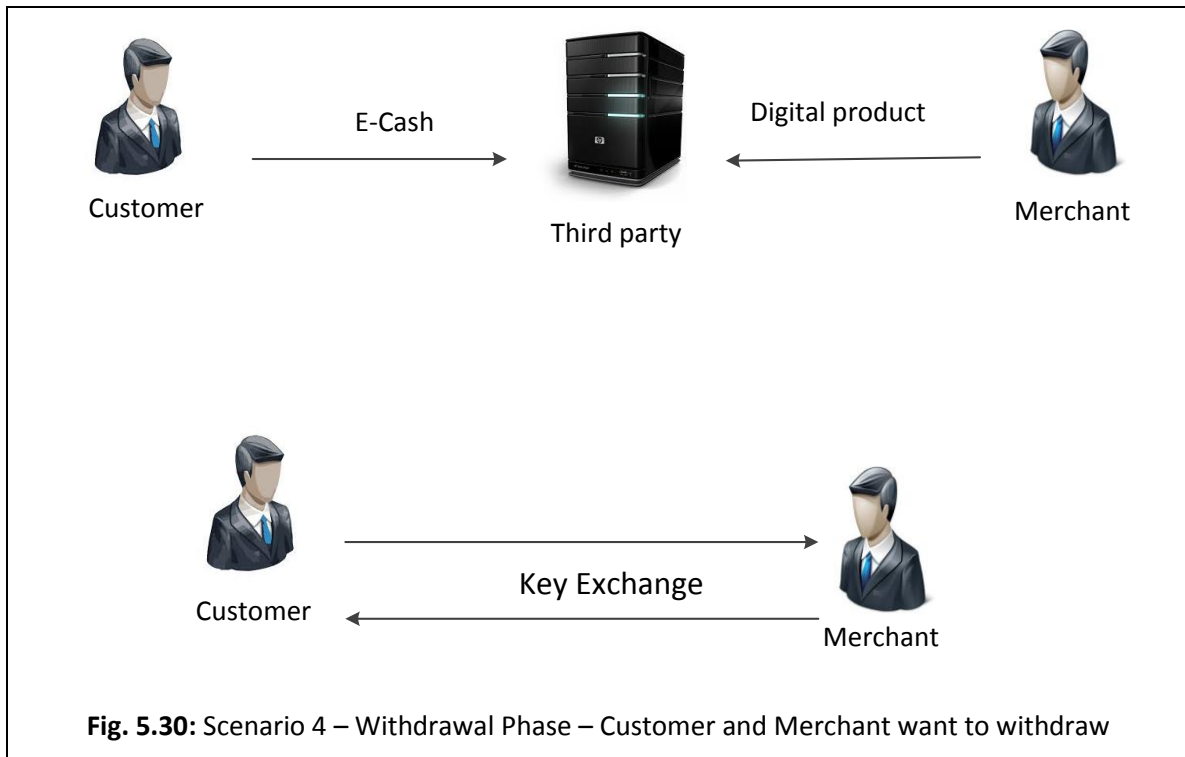 E-Cash
Digital product
Customer
Third party
Merchant
Key Exchange
Customer
Merchant
Fig. 5.30: Scenario 4 – Withdrawal Phase – Customer and Merchant want to withdraw